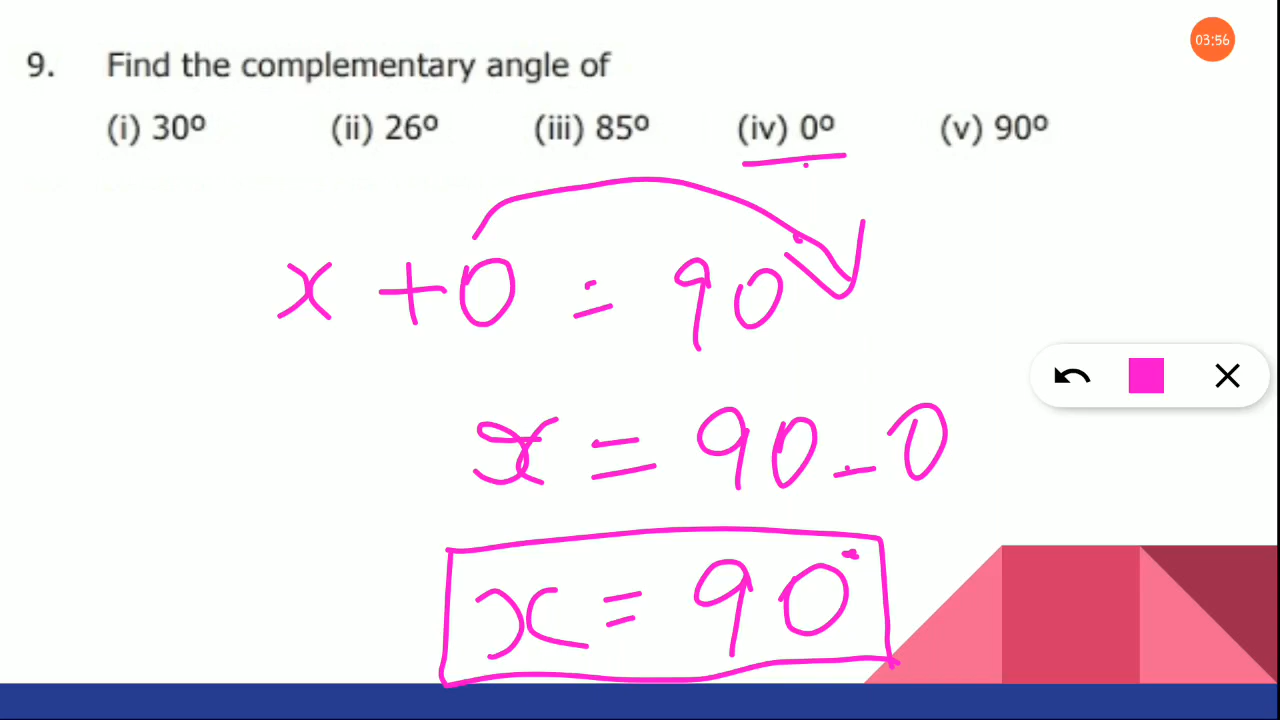 03:56
9. Find the complementary angle of
(i) 30º (ii) 26º (iii) 85º (iv) 0º (v) 90º
x + 0 = 90
x = 90 - 0
x = 90°